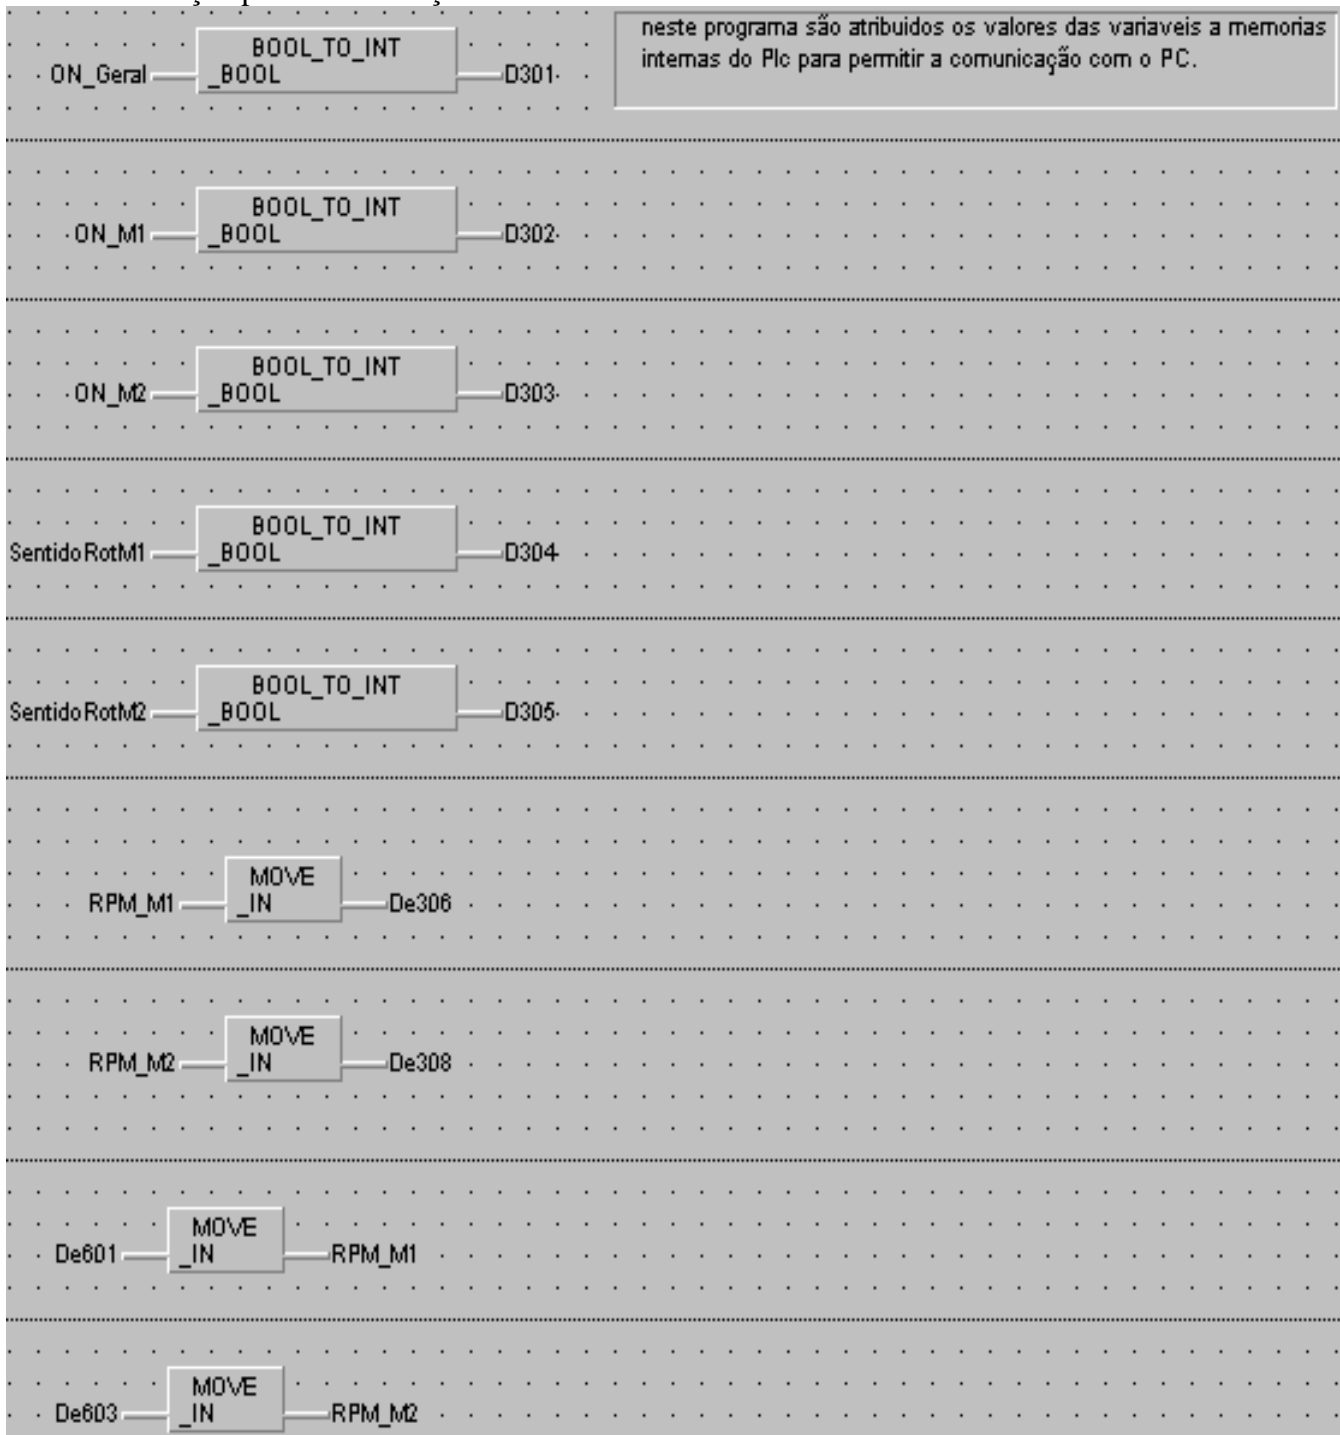 BOOL_TO_INT
ON_Geral _BOOL D301
neste programa são atribuidos os valores das variaveis a memorias
internas do Plc para permitir a comunicação com o PC.
BOOL_TO_INT
ON_M1 _BOOL D302
BOOL_TO_INT
ON_M2 _BOOL D303
BOOL_TO_INT
SentidoRotM1 _BOOL D304
BOOL_TO_INT
SentidoRotM2 _BOOL D305
MOVE
RPM_M1 _IN De306
MOVE
RPM_M2 _IN De308
MOVE
De601 _IN RPM_M1
MOVE
De603 _IN RPM_M2